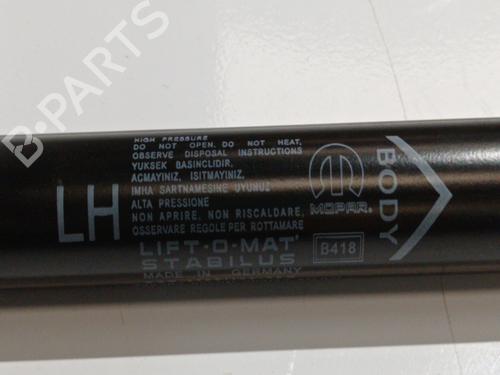 B-PARTS
HIGH PRESSURE
DO NOT OPEN, DO NOT HEAT,
OBSERVE DISPOSAL INSTRUCTIONS
YUKSEK BASINCLIDIR,
ACMAYINIZ, ISITMAYINIZ,
IMHA SARTNAMESINE UYUNUZ
ALTA PRESSIONE
NON APRIRE, NON RISCALDARE,
OSSERVARE REGOLE PER ROTTAMARE
LH
LIFT-O-MAT
STABILUS
MADE IN GERMANY
MOPAR
B418
BODY